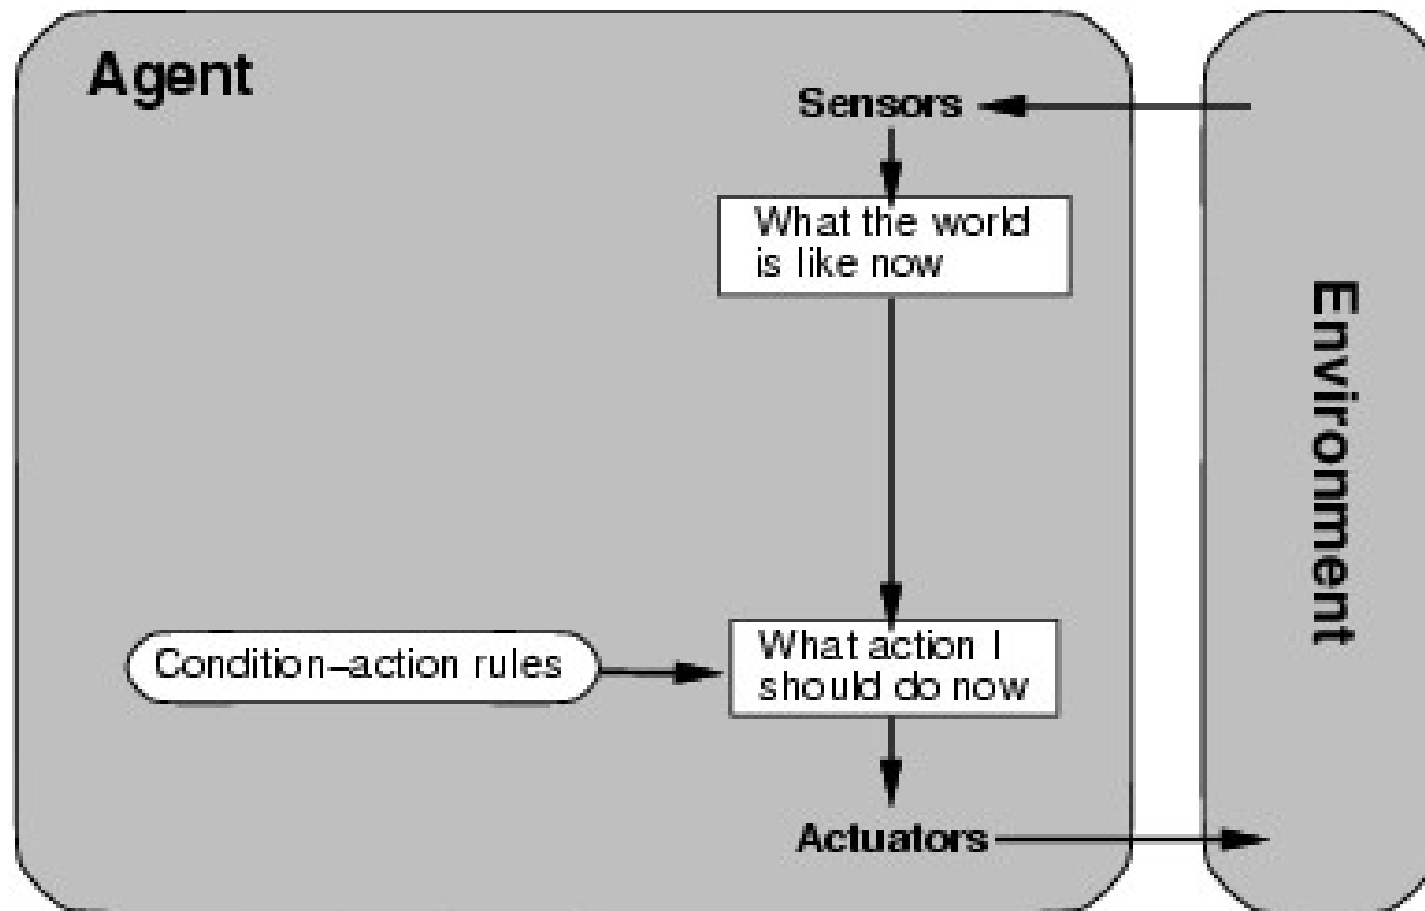 Agent
Sensors
What the world
is like now
Environment
Condition–action rules
What action I
should do now
Actuators